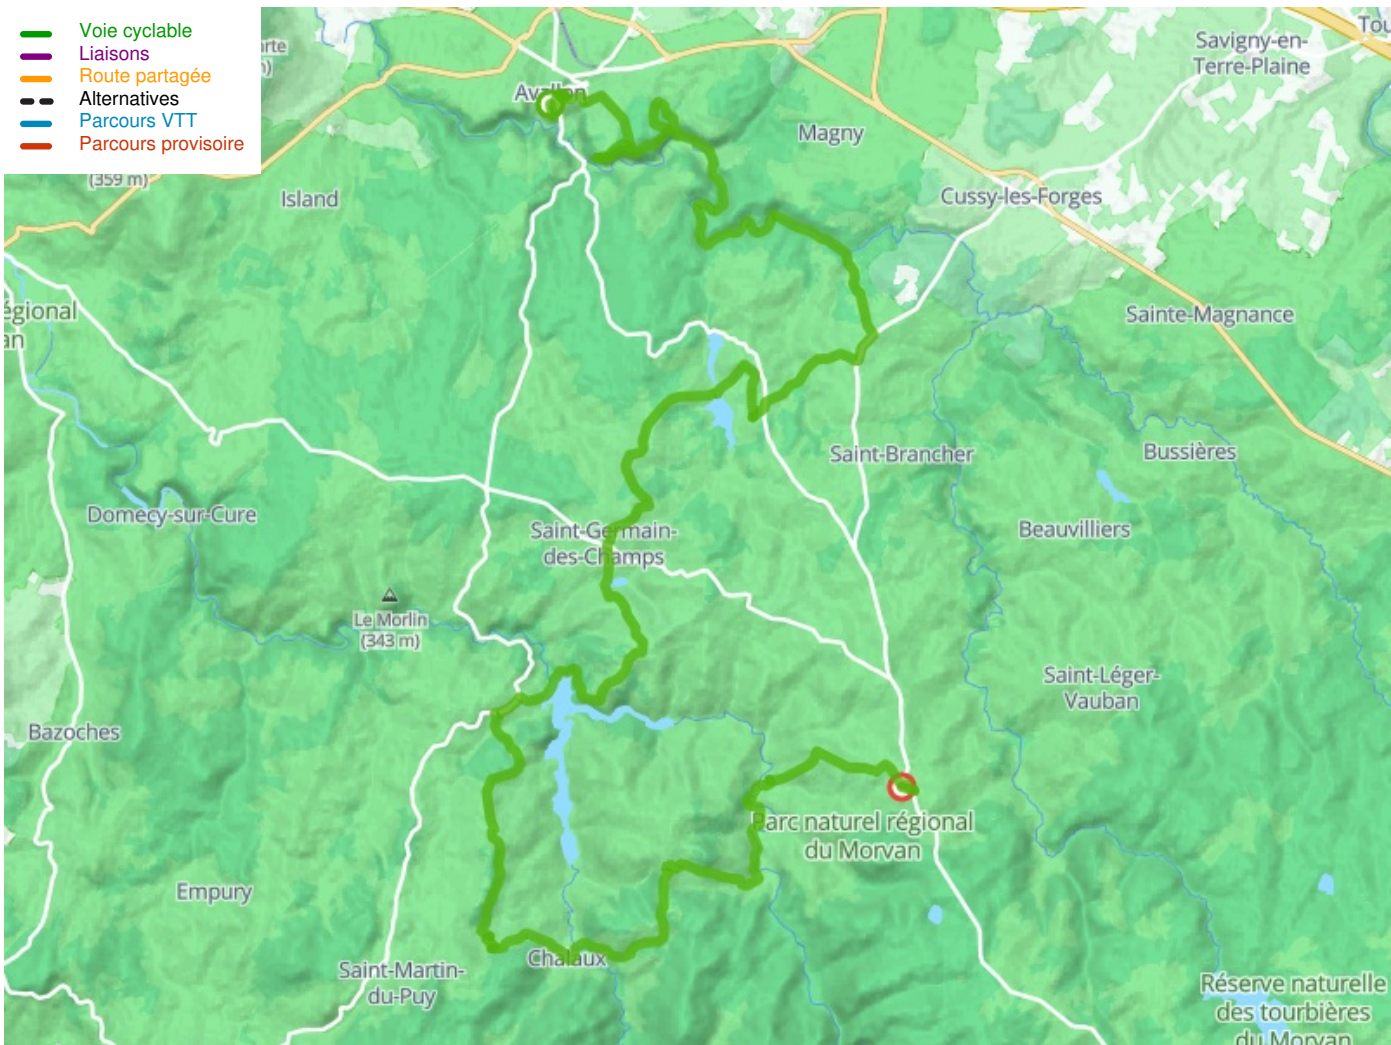 Voie cyclable
Liaisons
Route partagée
Alternatives
Parcours VTT
Parcours provisoire
(359 m)
Avallon
Magny
Savigny-en-
Terre-Plaine
Island
Cussy-les-Forges
Sainte-Magnance
Saint-Brancher
Bussières
Domecy-sur-Cure
Saint-Germain-
des-Champs
Beauvilliers
Le Morlin
(343 m)
Saint-Léger-
Vauban
Bazoches
Parc naturel régional
du Morvan
Empury
Chalaux
Saint-Martin-
du-Puy
Réserve naturelle
des tourbières
du Morvan